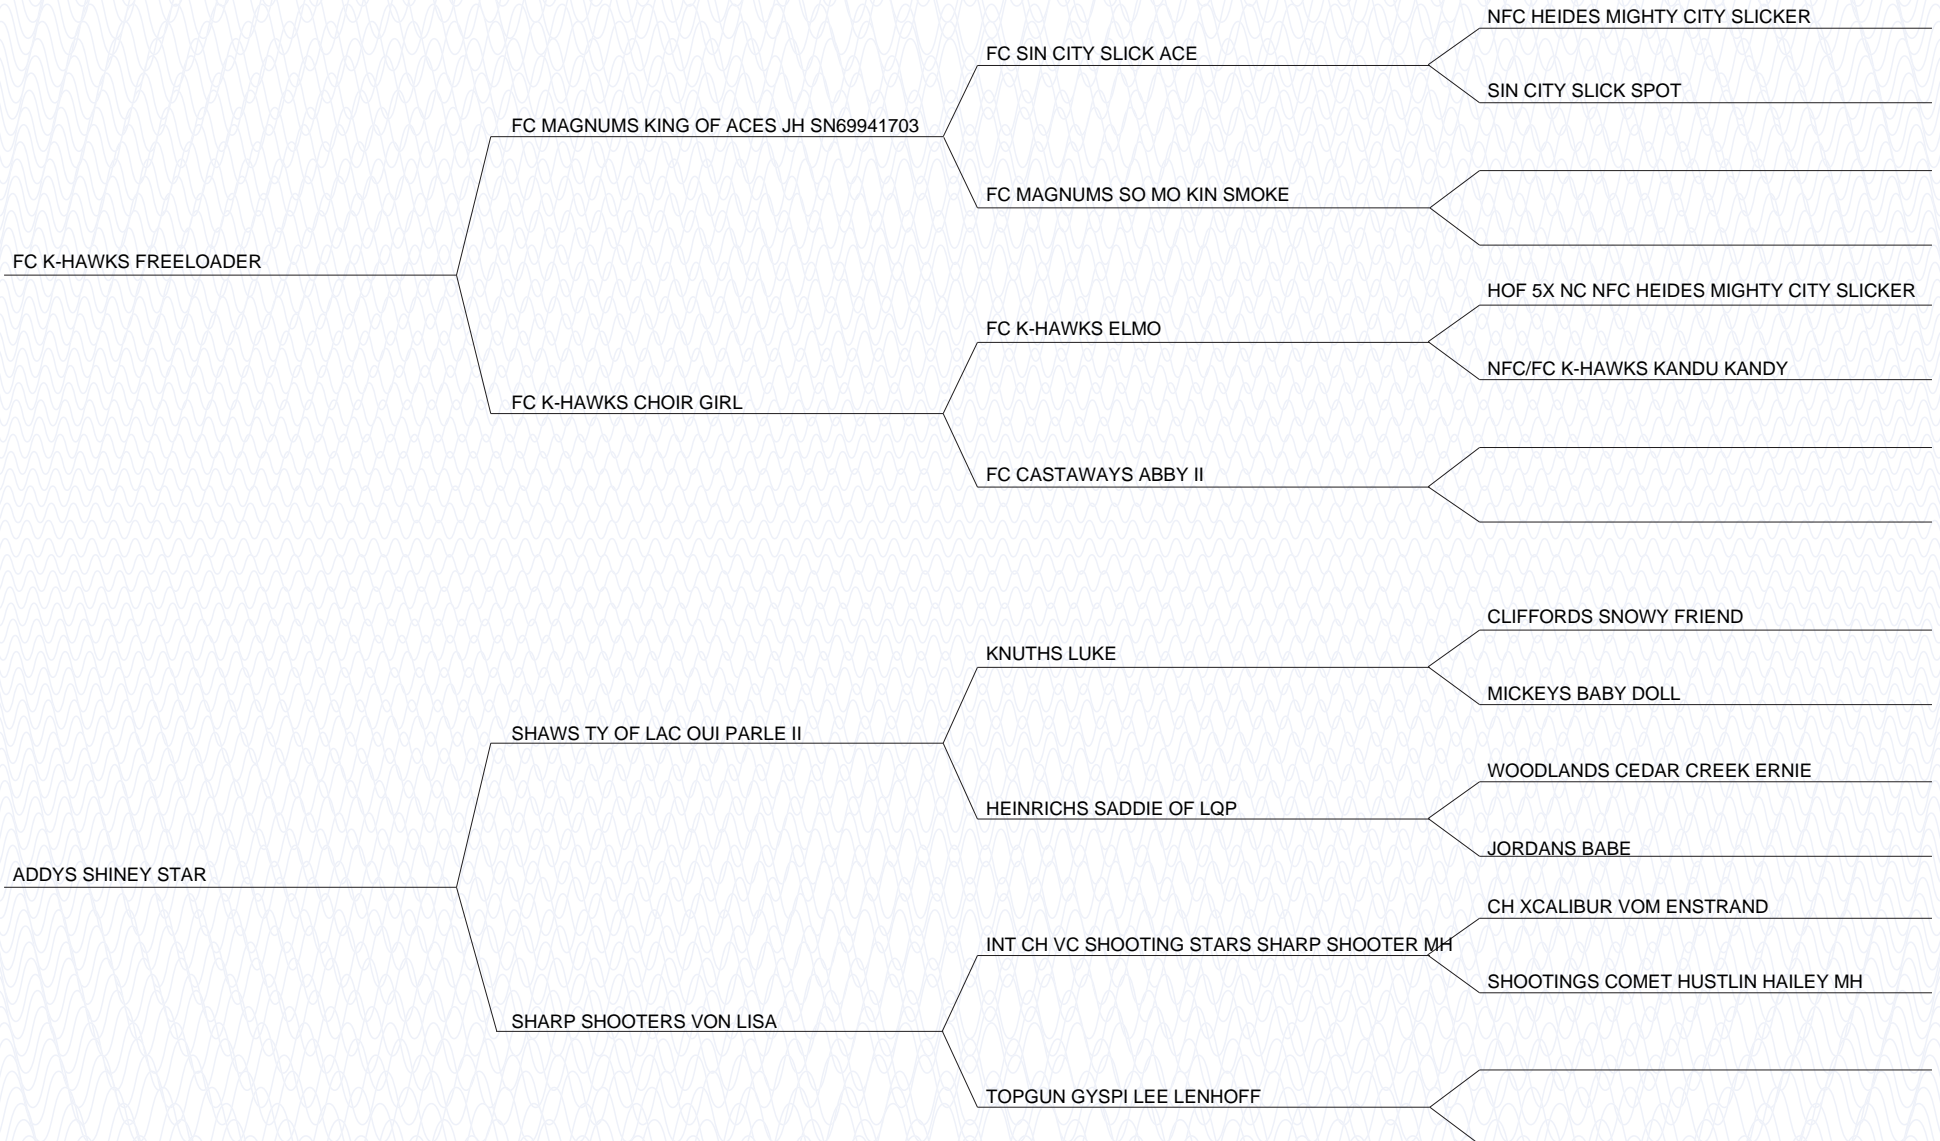 NFC HEIDES MIGHTY CITY SLICKER
FC SIN CITY SLICK ACE
SIN CITY SLICK SPOT
FC MAGNUMS KING OF ACES JH SN69941703
FC MAGNUMS SO MO KIN SMOKE
FC K-HAWKS FREELOADER
HOF 5X NC NFC HEIDES MIGHTY CITY SLICKER
FC K-HAWKS ELMO
NFC/FC K-HAWKS KANDU KANDY
FC K-HAWKS CHOIR GIRL
FC CASTAWAYS ABBY II
CLIFFORDS SNOWY FRIEND
KNUTHS LUKE
MICKEYS BABY DOLL
SHAWS TY OF LAC OUI PARLE II
WOODLANDS CEDAR CREEK ERNIE
HEINRICHS SADDIE OF LQP
JORDANS BABE
ADDYS SHINEY STAR
CH XCALIBUR VOM ENSTRAND
INT CH VC SHOOTING STARS SHARP SHOOTER MH
SHOOTINGS COMET HUSTLIN HAILEY MH
SHARP SHOOTERS VON LISA
TOPGUN GYSPI LEE LENHOFF